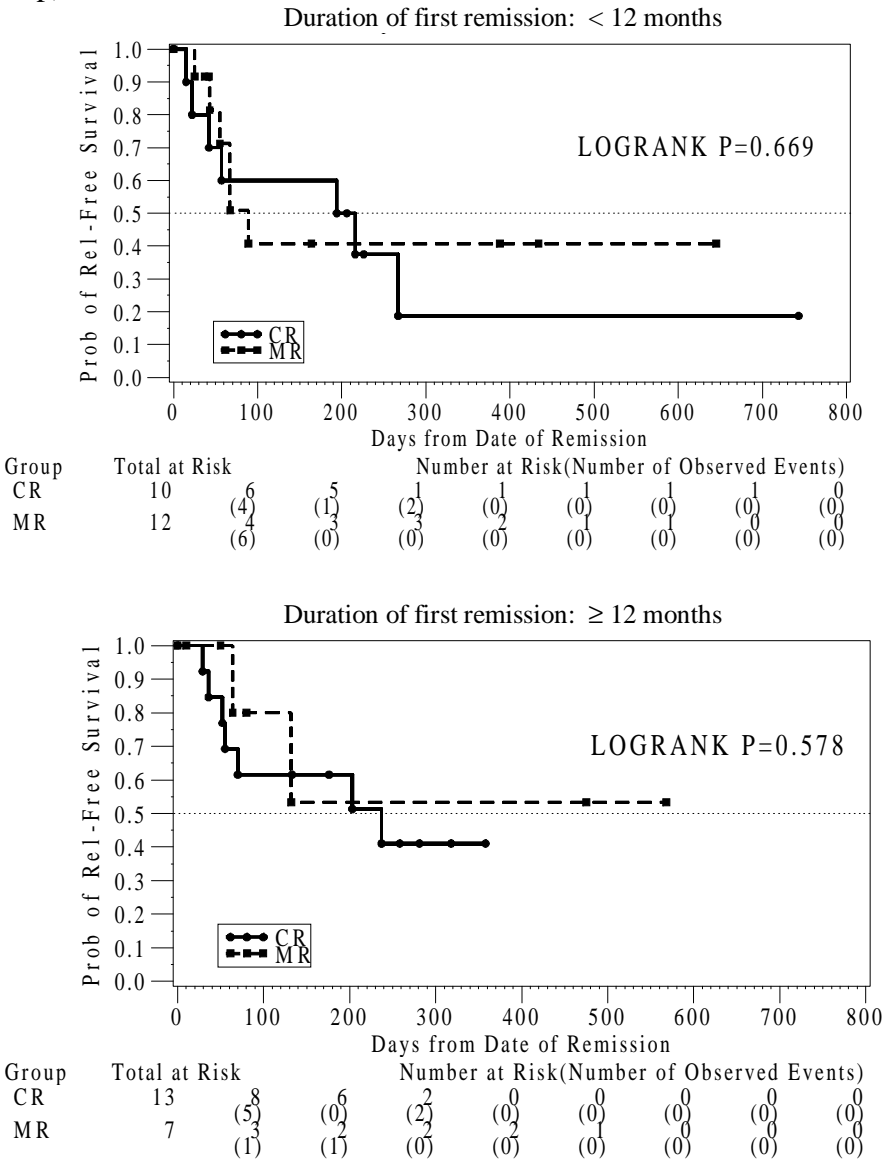 Duration of first remission: < 12 months
Prob of Rel-Free Survival
1.0
0.9
0.8
0.7
0.6
0.5
0.4
0.3
0.2
0.1
0.0
LOGRANK P=0.669
CR
MR
0 100 200 300 400 500 600 700 800
Days from Date of Remission
Group Total at Risk Number at Risk(Number of Observed Events)
CR 10 6 5 1 1 1 1 1 0
(4) (1) (2) (0) (0) (0) (0) (0)
MR 12 4 3 3 2 1 1 0 0
(6) (0) (0) (0) (0) (0) (0) (0)
Duration of first remission: ≥ 12 months
Prob of Rel-Free Survival
1.0
0.9
0.8
0.7
0.6
0.5
0.4
0.3
0.2
0.1
0.0
LOGRANK P=0.578
CR
MR
0 100 200 300 400 500 600 700 800
Days from Date of Remission
Group Total at Risk Number at Risk(Number of Observed Events)
CR 13 8 6 2 0 0 0 0 0
(5) (0) (2) (0) (0) (0) (0) (0)
MR 7 3 2 2 2 1 0 0 0
(1) (1) (0) (0) (0) (0) (0) (0)